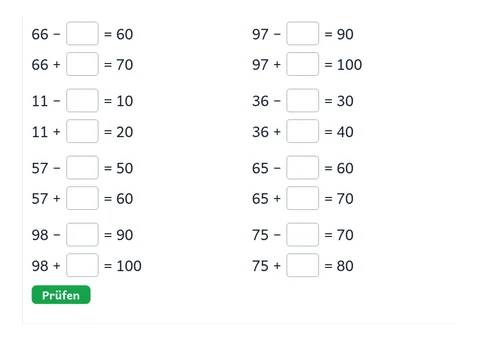 66 − = 60
66 + = 70
11 − = 10
11 + = 20
57 − = 50
57 + = 60
98 − = 90
98 + = 100
97 − = 90
97 + = 100
36 − = 30
36 + = 40
65 − = 60
65 + = 70
75 − = 70
75 + = 80
Prüfen